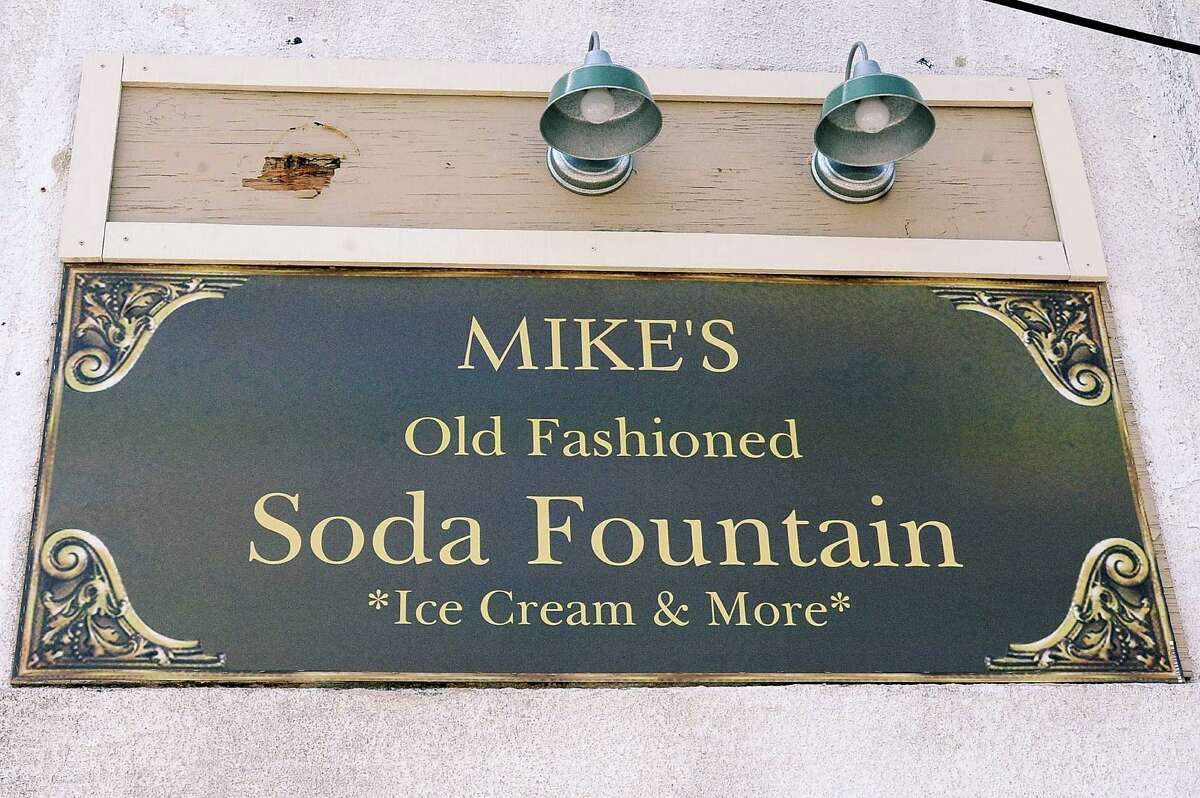 MIKE'S
Old Fashioned
Soda Fountain
*Ice Cream & More*